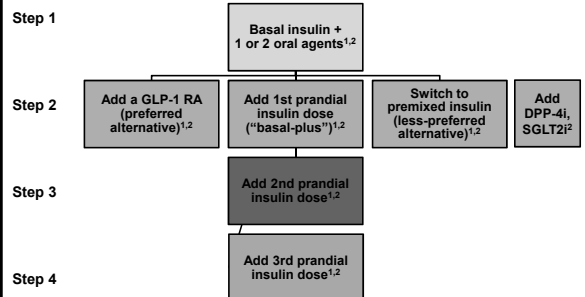 Step 1
Basal insulin +
1 or 2 oral agents1,2
Step 2
Add a GLP-1 RA
(preferred
alternative)1,2
Add 1st prandial
insulin dose
(“basal-plus”)1,2
Switch to
premixed insulin
(less-preferred
alternative)1,2
Add
DPP-4i,
SGLT2i2
Step 3
Add 2nd prandial
insulin dose1,2
Step 4
Add 3rd prandial
insulin dose1,2